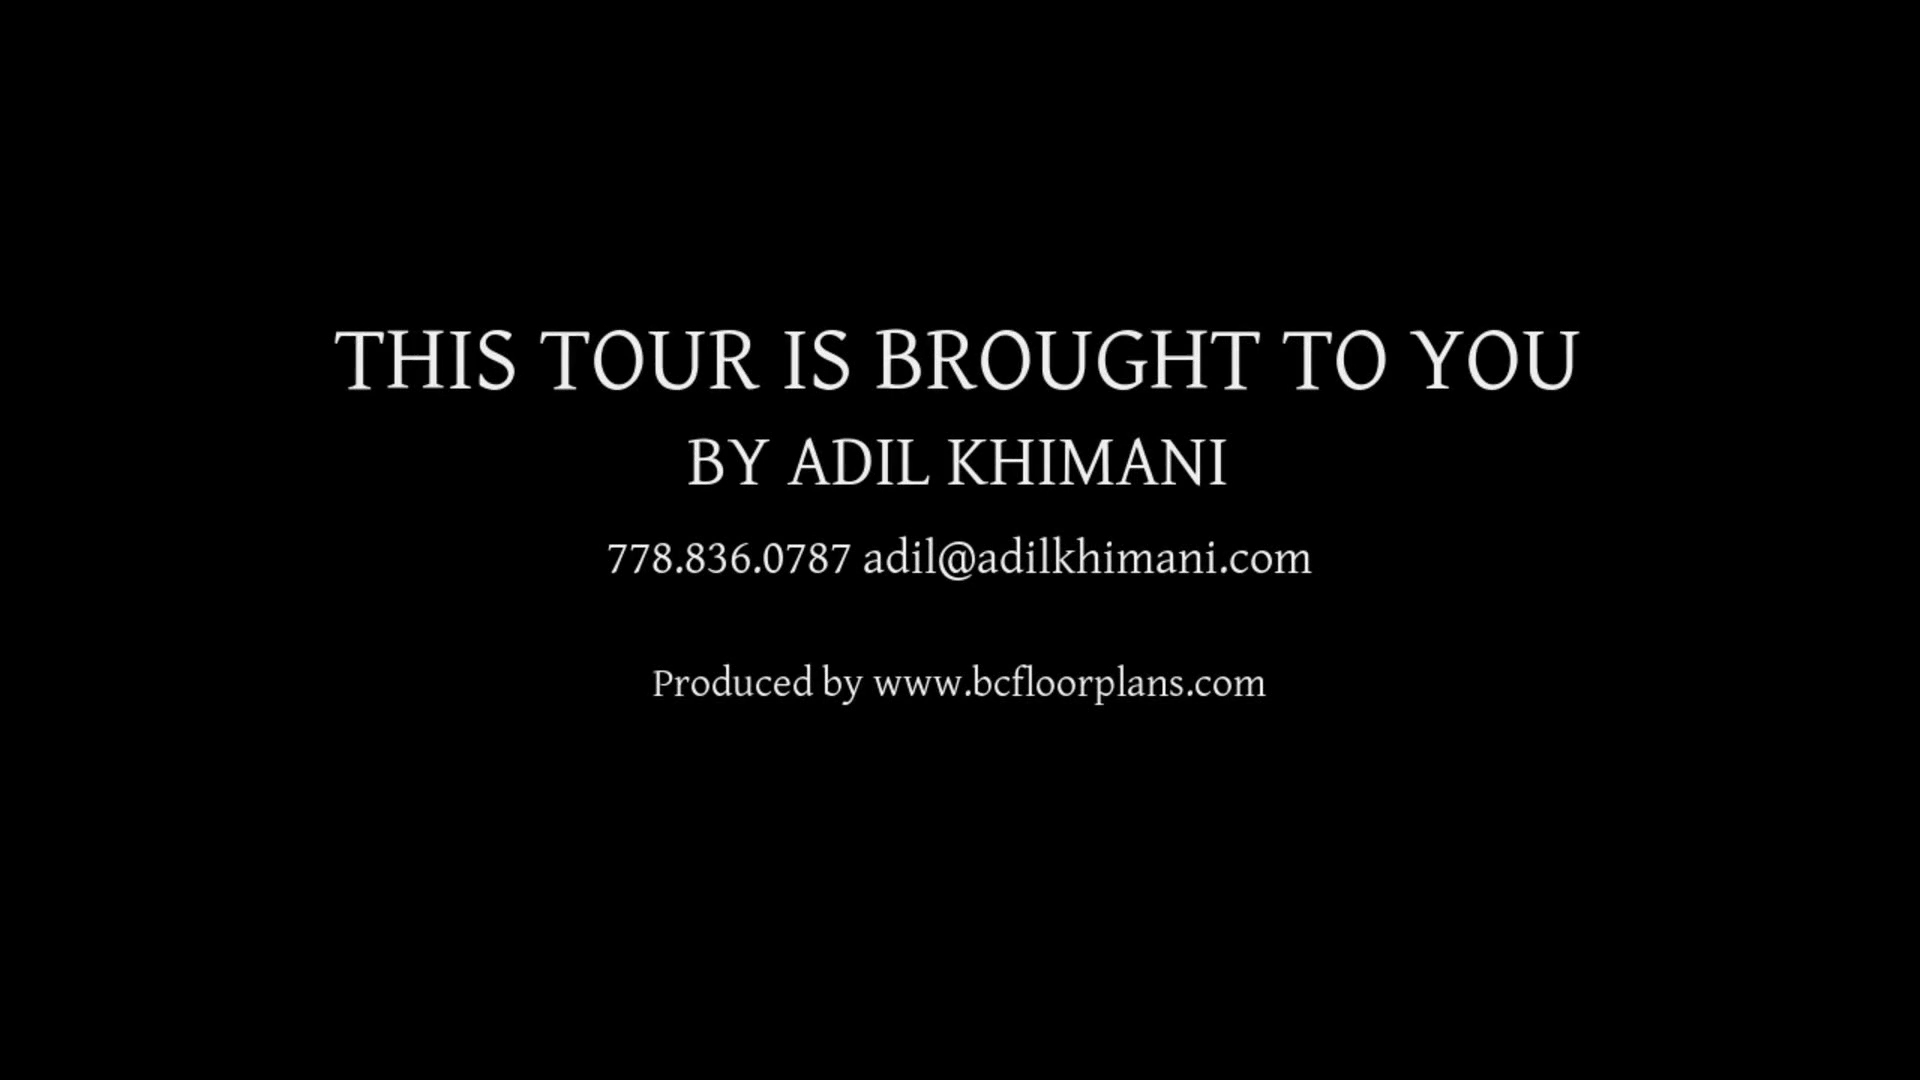 THIS TOUR IS BROUGHT TO YOU
BY ADIL KHIMANI
778.836.0787 adil@adilkhimani.com
Produced by www.bcfloorplans.com